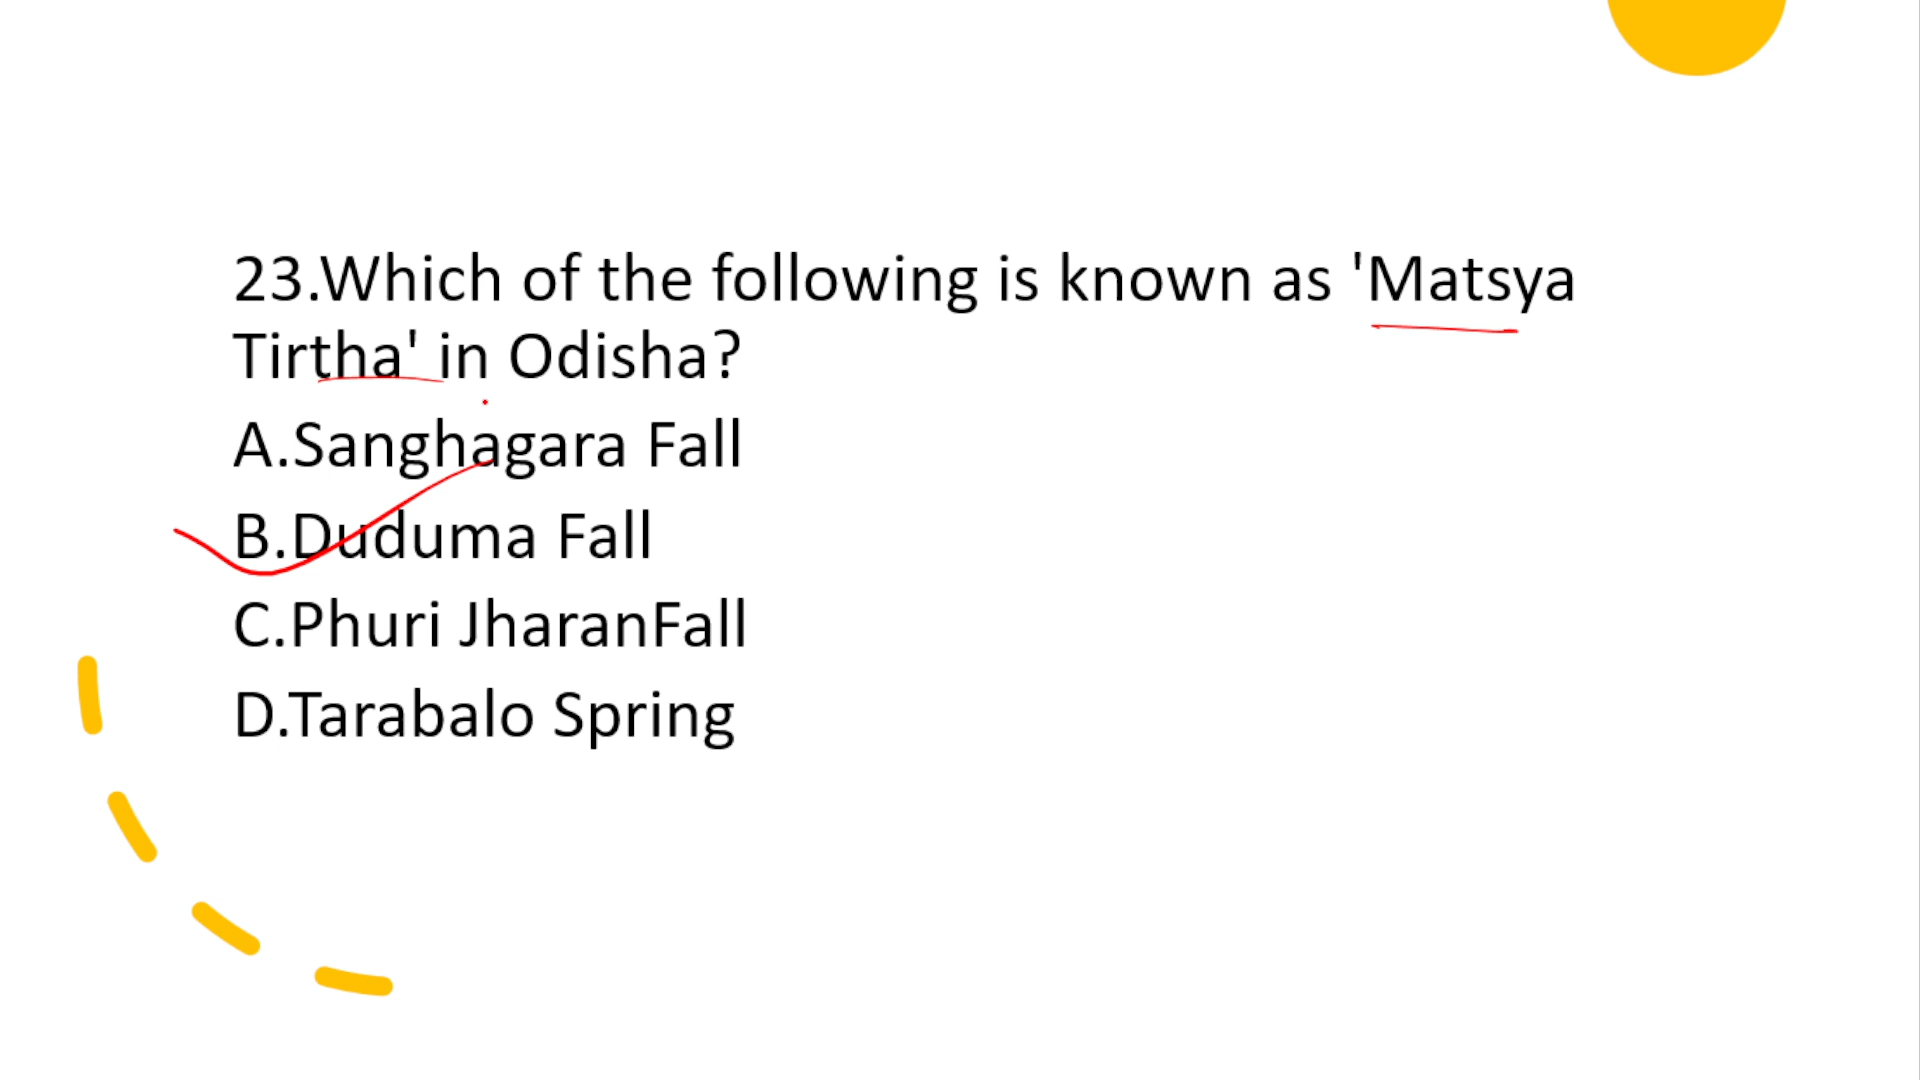 23.Which of the following is known as 'Matsya
Tirtha' in Odisha?
A.Sanghagara Fall
B.Duduma Fall
C.Phuri JharanFall
D.Tarabalo Spring